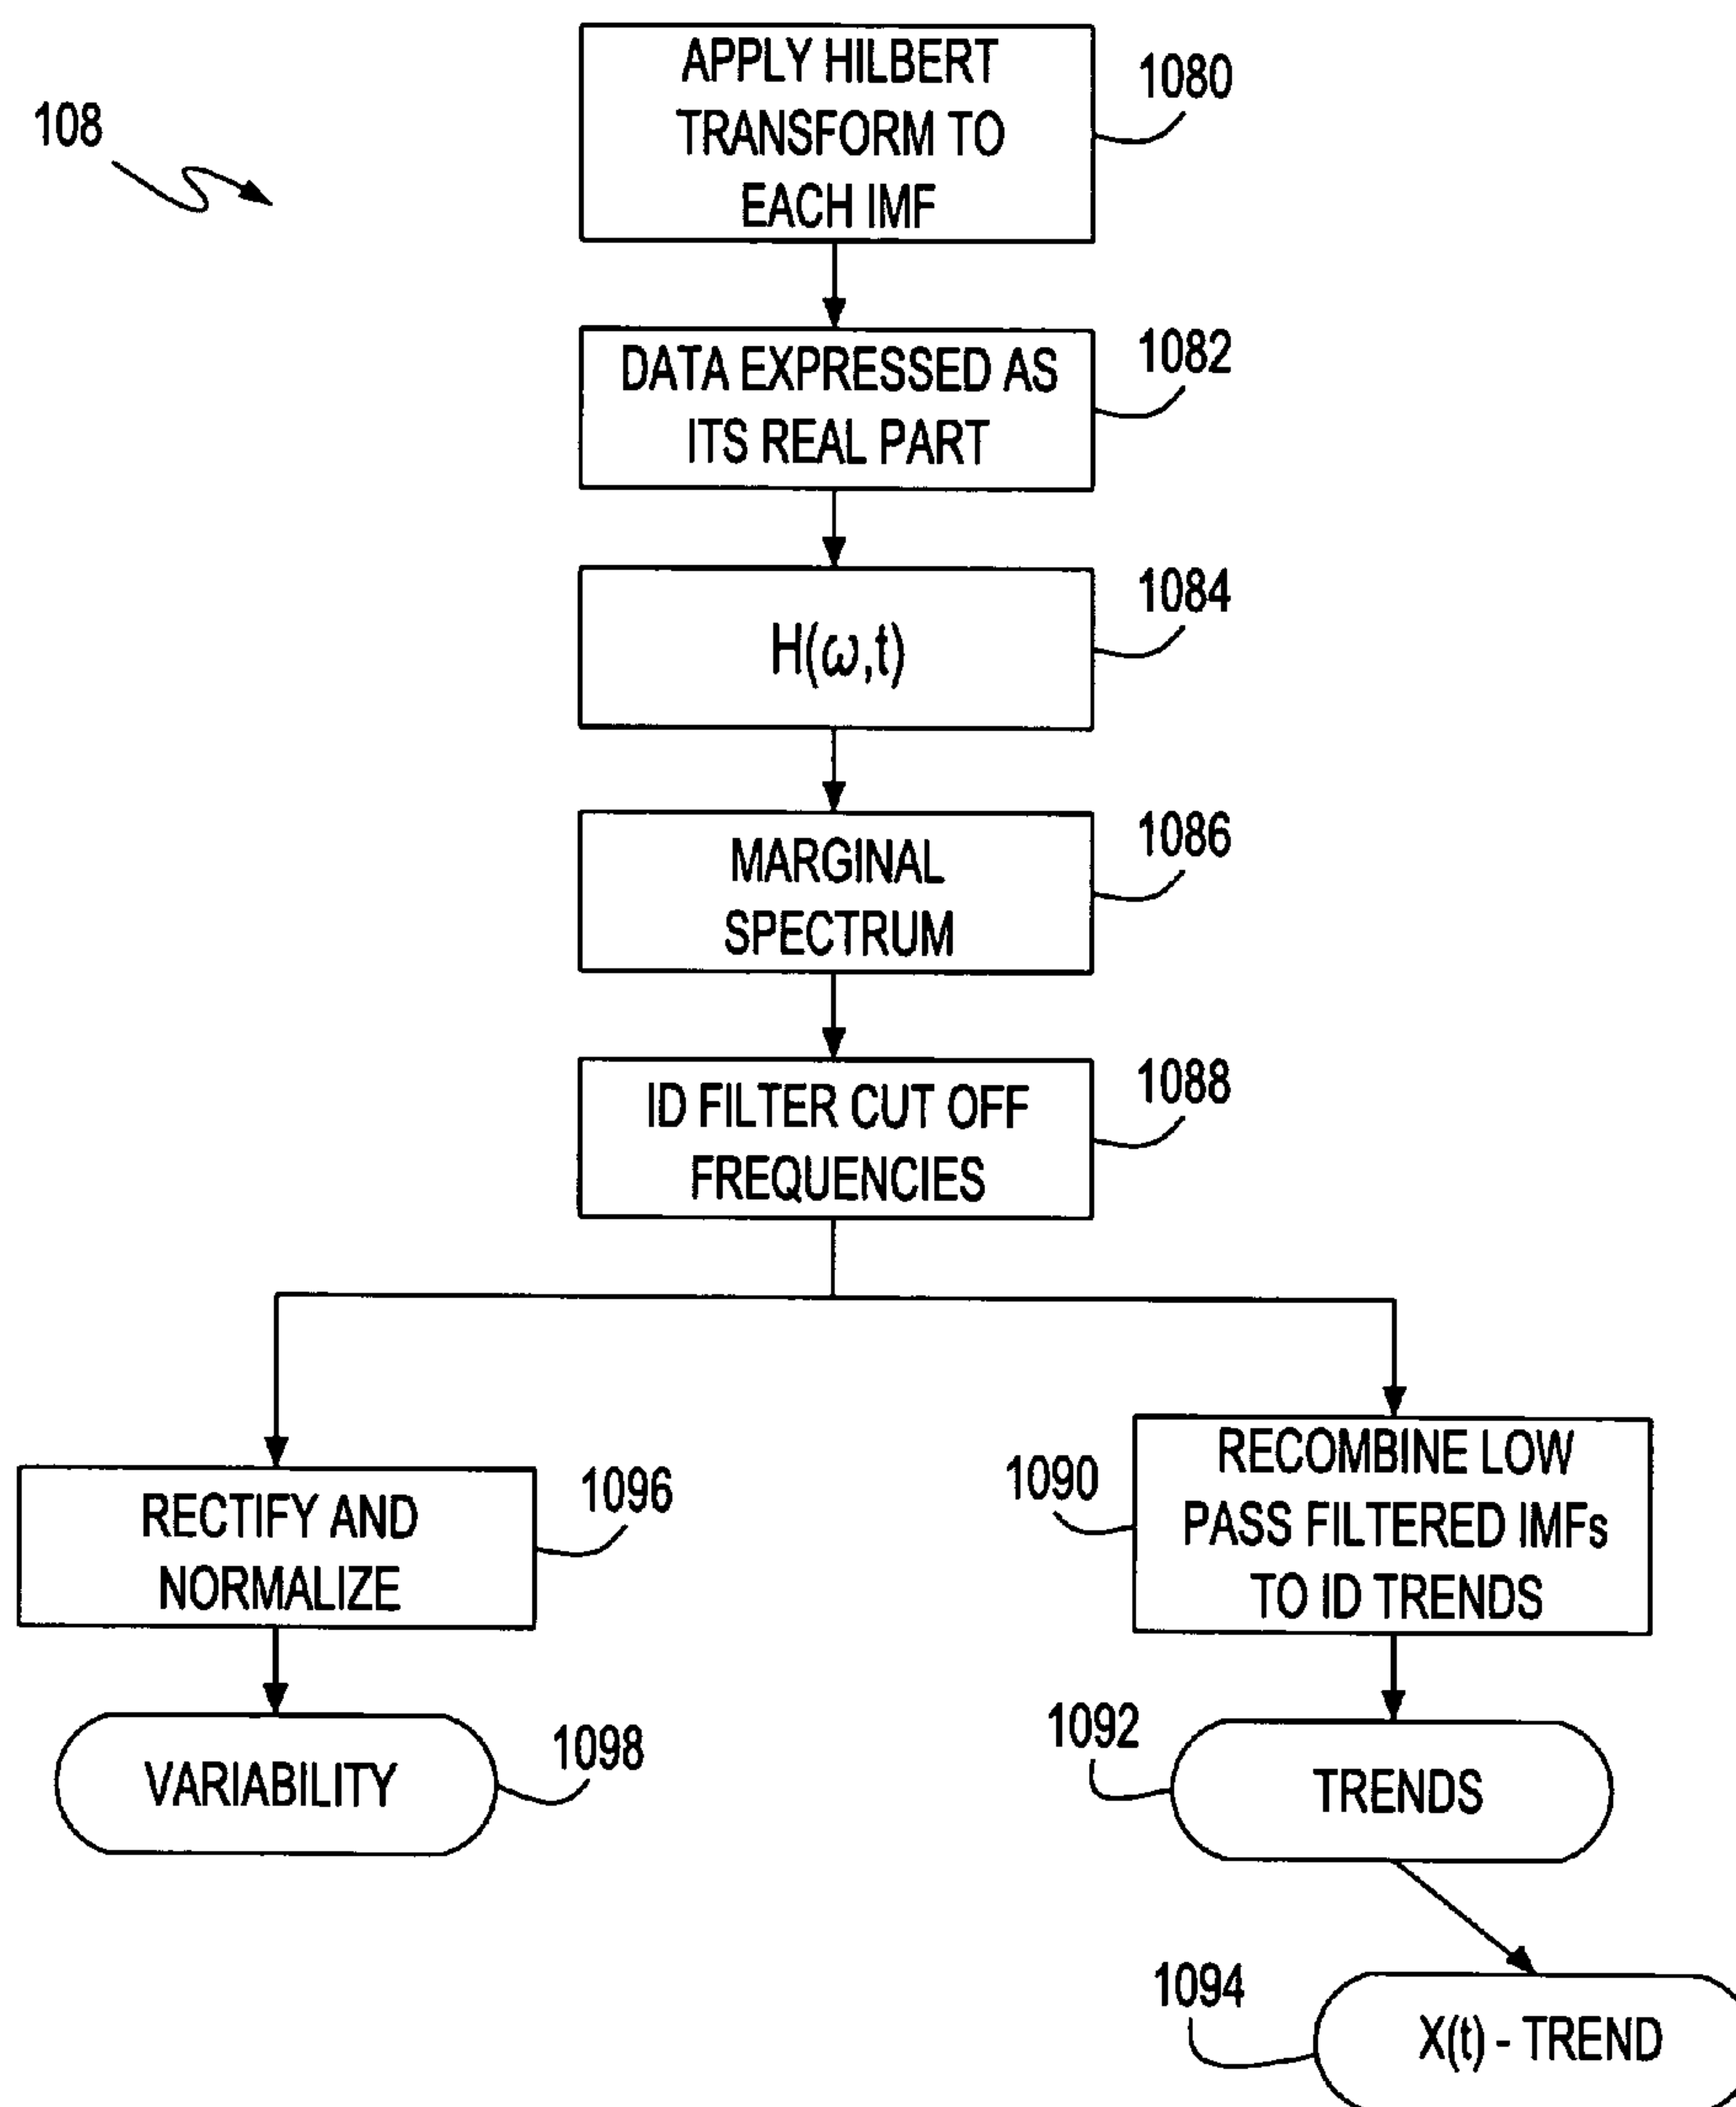 108
APPLY HILBERT
TRANSFORM TO
EACH IMF
1080
DATA EXPRESSED AS
ITS REAL PART
1082
H(ω,t)
1084
MARGINAL
SPECTRUM
1086
ID FILTER CUT OFF
FREQUENCIES
1088
RECTIFY AND
NORMALIZE
1096
VARIABILITY
1098
1090
RECOMBINE LOW
PASS FILTERED IMFs
TO ID TRENDS
1092
TRENDS
1094
X(t) - TREND